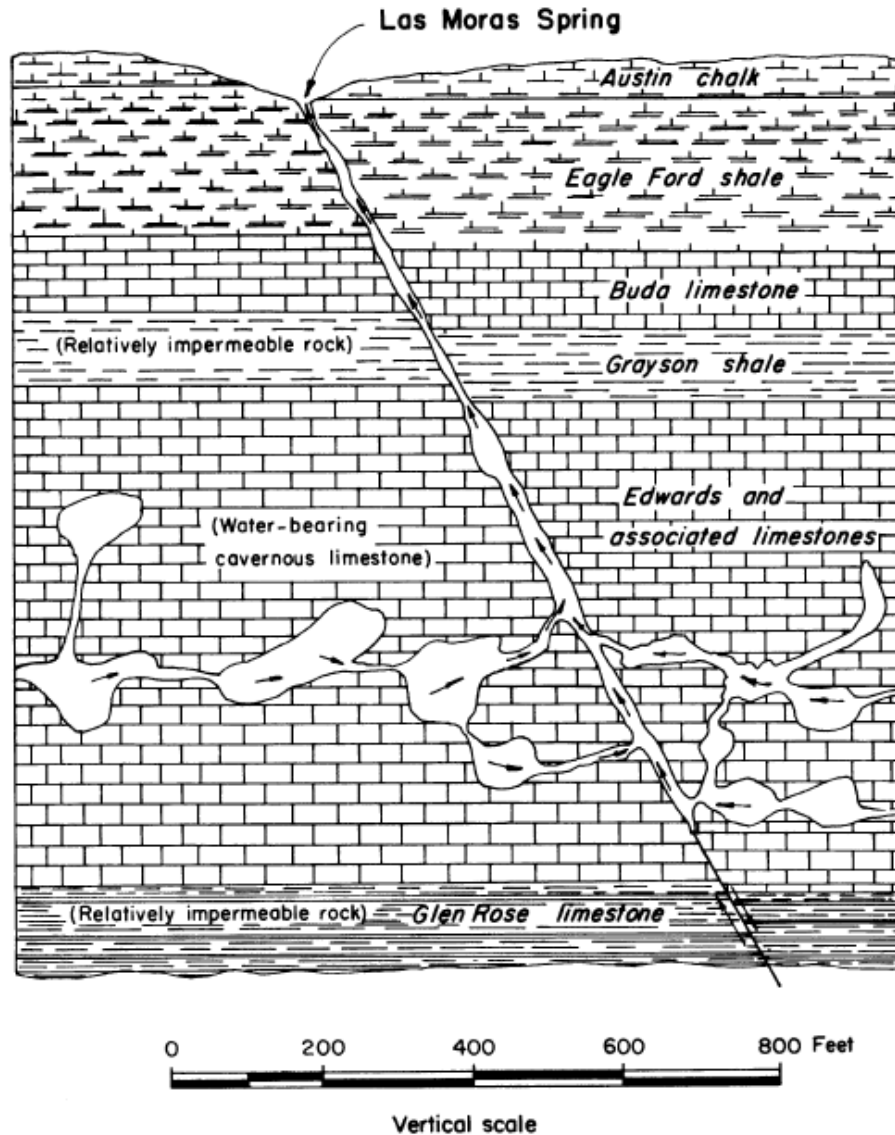 Las Moras Spring
Austin chalk
Eagle Ford shale
Buda limestone
(Relatively impermeable rock)
Grayson shale
Edwards and
associated limestones
(Water-bearing
cavernous limestone)
(Relatively impermeable rock)
Glen Rose limestone
0 200 400 600 800 Feet
Vertical scale